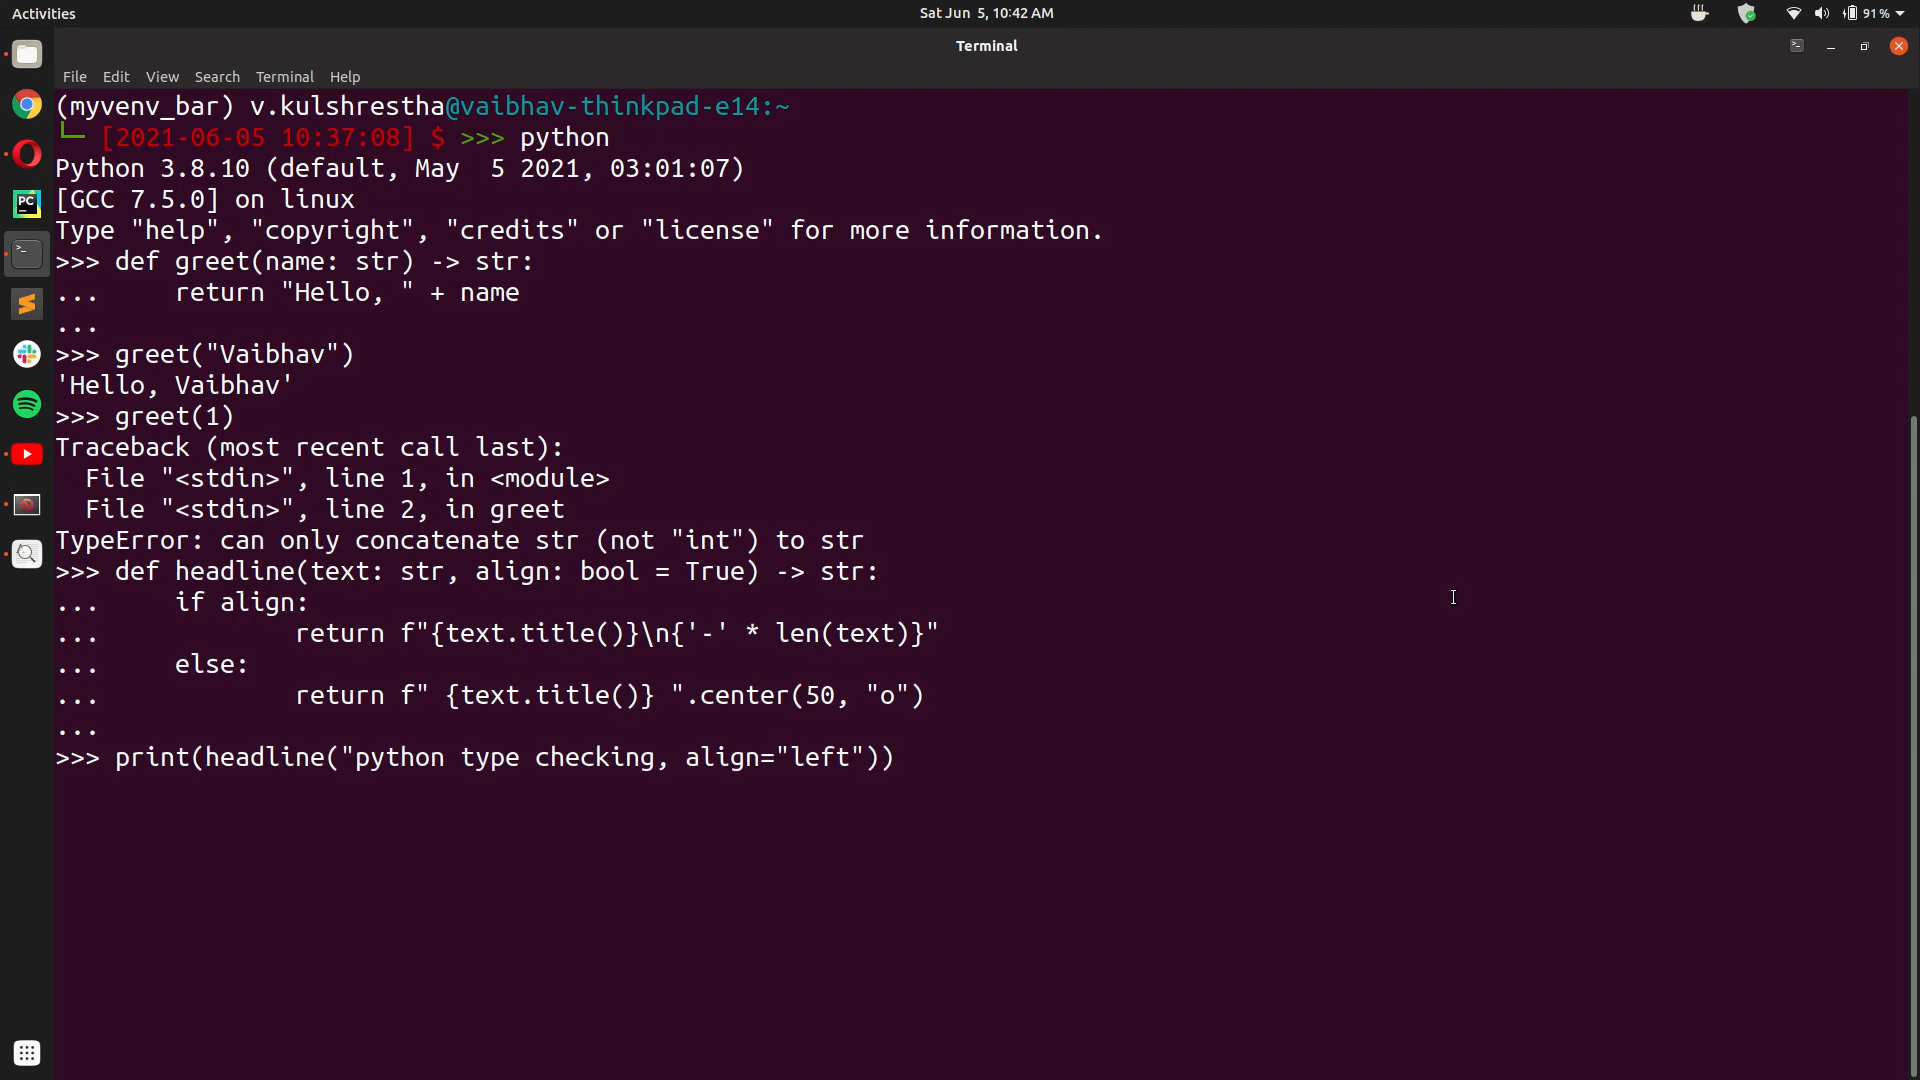 Activities
Sat Jun 5, 10:42 AM
91 %
Terminal
File Edit View Search Terminal Help
(myvenv_bar) v.kulshrestha@vaibhav-thinkpad-e14:~
└─ [2021-06-05 10:37:08] $ >>> python
Python 3.8.10 (default, May  5 2021, 03:01:07)
[GCC 7.5.0] on linux
Type "help", "copyright", "credits" or "license" for more information.
>>> def greet(name: str) -> str:
...     return "Hello, " + name
...
>>> greet("Vaibhav")
'Hello, Vaibhav'
>>> greet(1)
Traceback (most recent call last):
  File "<stdin>", line 1, in <module>
  File "<stdin>", line 2, in greet
TypeError: can only concatenate str (not "int") to str
>>> def headline(text: str, align: bool = True) -> str:
...     if align:
...             return f"{text.title()}\n{'-' * len(text)}"
...     else:
...             return f" {text.title()} ".center(50, "o")
...
>>> print(headline("python type checking, align="left"))
PC